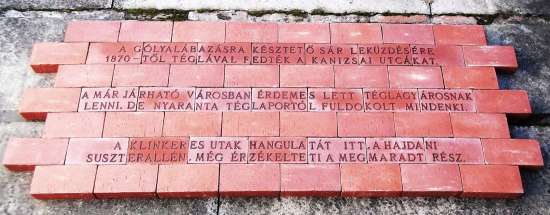 A GÓLYALÁBAZÁSRA KÉSZTETŐ SÁR LEKÜZDÉSÉRE
1870-TŐL TÉGLÁVAL FEDTÉK A KANIZSAI UTCÁKAT.
A MÁR JÁRHATÓ VÁROSBAN ÉRDEMES LETT TÉGLAGYÁROSNAK
LENNI. DE NYARANTA TÉGLAPORTÓL FULDOKOLT MINDENKI.
A KLINKERES UTAK HANGULATÁT ITT, A HAJDANI
SUSZTERALLÉN, MÉG ÉRZÉKELTETI A MEGMARADT RÉSZ.